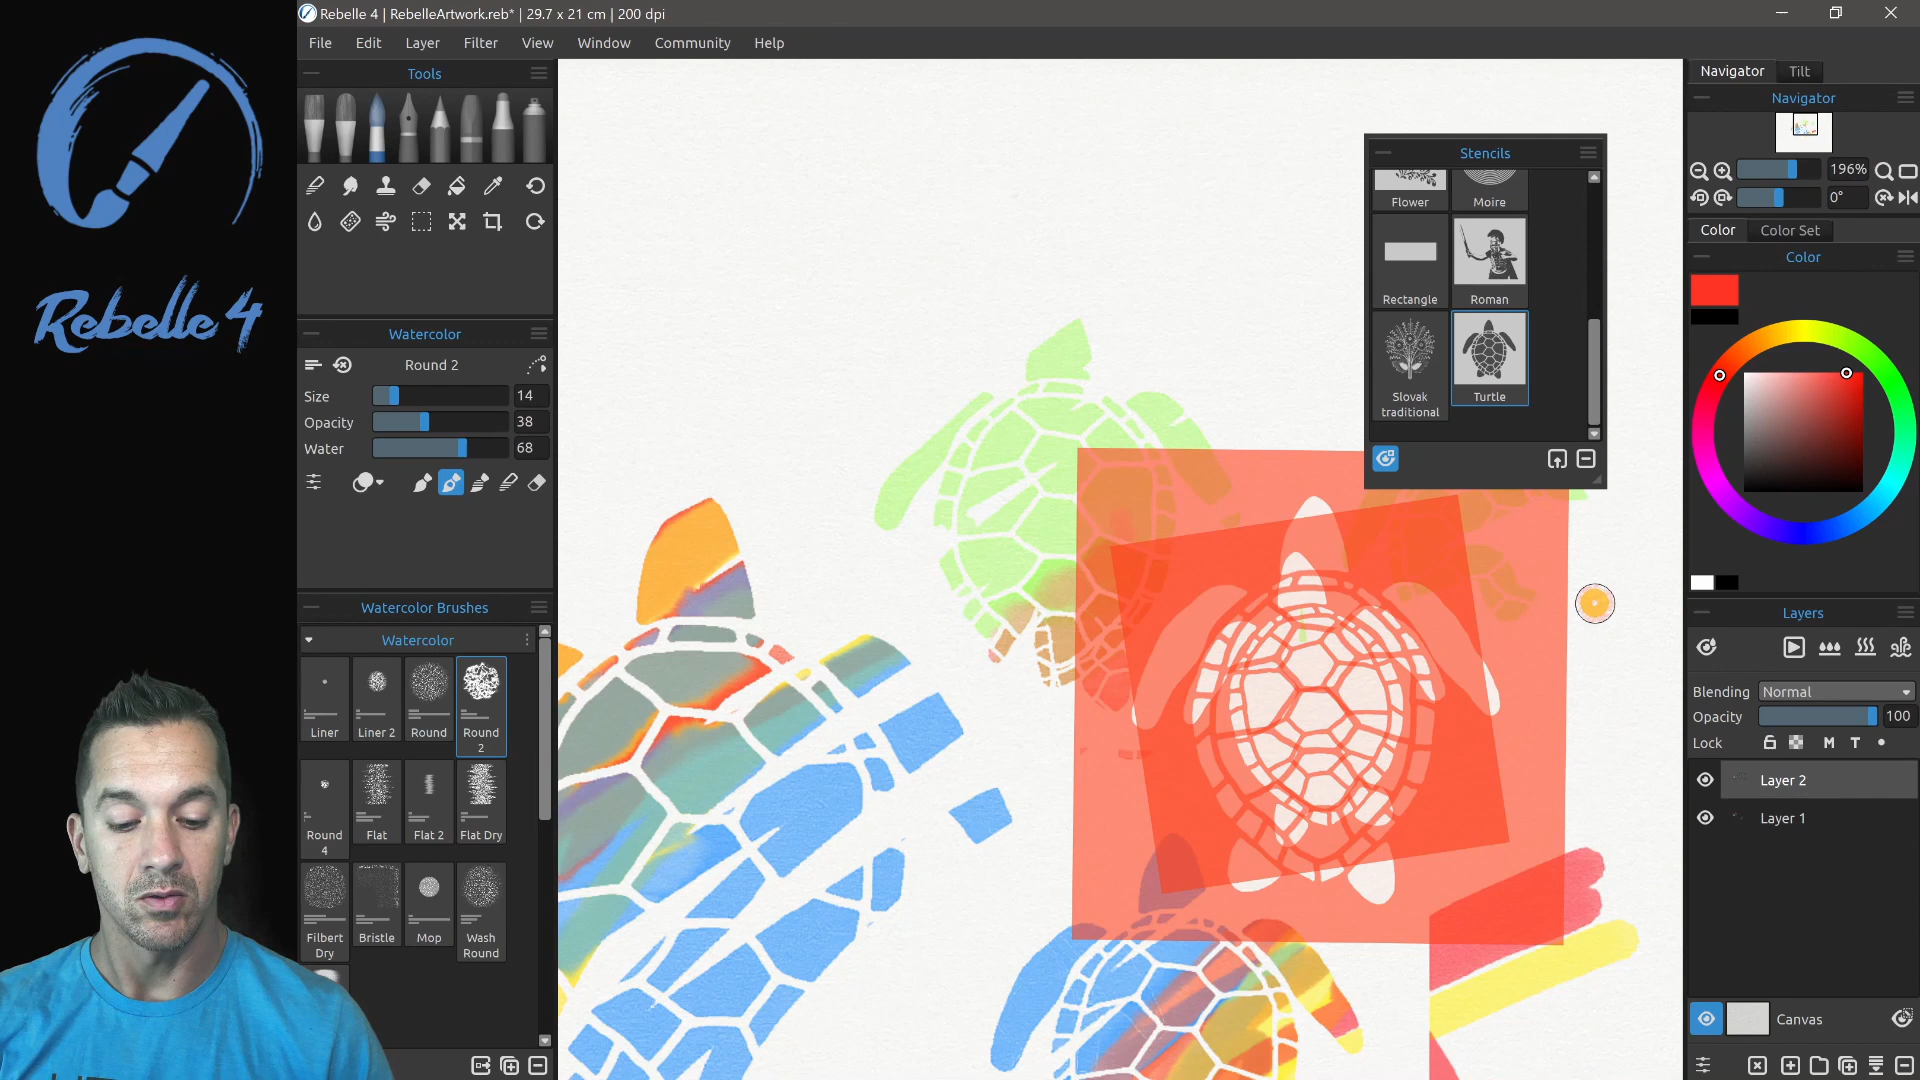 Rebelle 4 | RebelleArtwork.reb* | 29.7 x 21 cm | 200 dpi
File Edit Layer Filter View Window Community Help
Rebelle 4
Tools
Watercolor
Round 2
Size 14
Opacity 38
Water 68
Watercolor Brushes
Watercolor
Liner
Liner 2
Round
Round 2
Round 4
Flat
Flat 2
Flat Dry
Filbert Dry
Bristle
Mop
Wash Round
Stencils
Flower
Moire
Rectangle
Roman
Slovak traditional
Turtle
Navigator Tilt
Navigator
196%
0°
Color Color Set
Color
Layers
Blending Normal
Opacity 100
Lock M T
Layer 2
Layer 1
Canvas